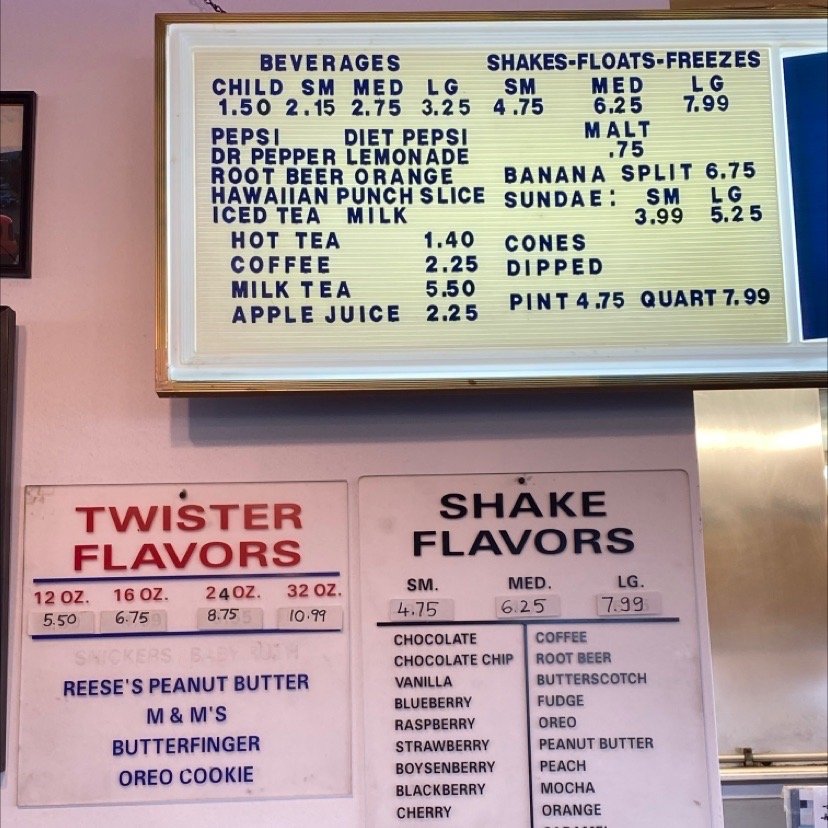 BEVERAGES
CHILD SM MED LG
1.50 2.15 2.75 3.25
PEPSI DIET PEPSI
DR PEPPER LEMONADE
ROOT BEER ORANGE
HAWAIIAN PUNCH SLICE
ICED TEA MILK
HOT TEA 1.40
COFFEE 2.25
MILK TEA 5.50
APPLE JUICE 2.25
SHAKES-FLOATS-FREEZES
SM MED LG
4.75 6.25 7.99
MALT
.75
BANANA SPLIT 6.75
SUNDAE: SM LG
3.99 5.25
CONES
DIPPED
PINT 4.75 QUART 7.99
TWISTER
FLAVORS
12 OZ. 16 OZ. 24 OZ. 32 OZ.
5.50 6.75 8.75 10.99
SNICKERS BABY RUTH
REESE'S PEANUT BUTTER
M & M'S
BUTTERFINGER
OREO COOKIE
SHAKE
FLAVORS
SM. MED. LG.
4.75 6.25 7.99
CHOCOLATE
CHOCOLATE CHIP
VANILLA
BLUEBERRY
RASPBERRY
STRAWBERRY
BOYSENBERRY
BLACKBERRY
CHERRY
COFFEE
ROOT BEER
BUTTERSCOTCH
FUDGE
OREO
PEANUT BUTTER
PEACH
MOCHA
ORANGE